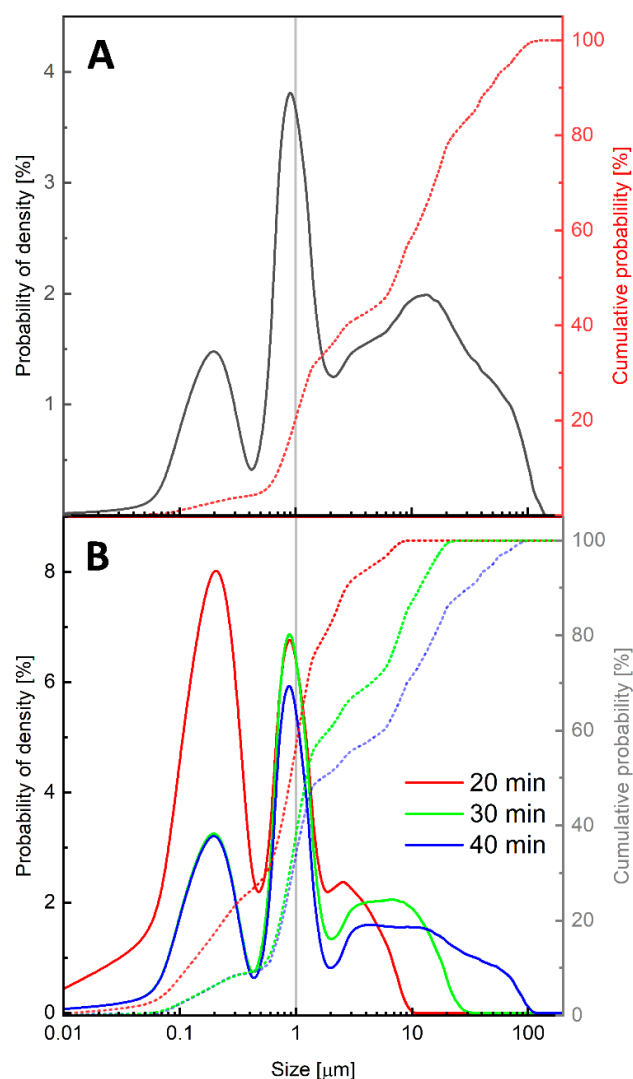 A
Probability of density [%]
4
3
2
1
100
80
60
40
20
Cumulative probablility [%]
B
Probability of density [%]
8
6
4
2
0
20 min
30 min
40 min
100
80
60
40
20
0
Cumulative probability [%]
0.01
0.1
1
10
100
Size [μm]